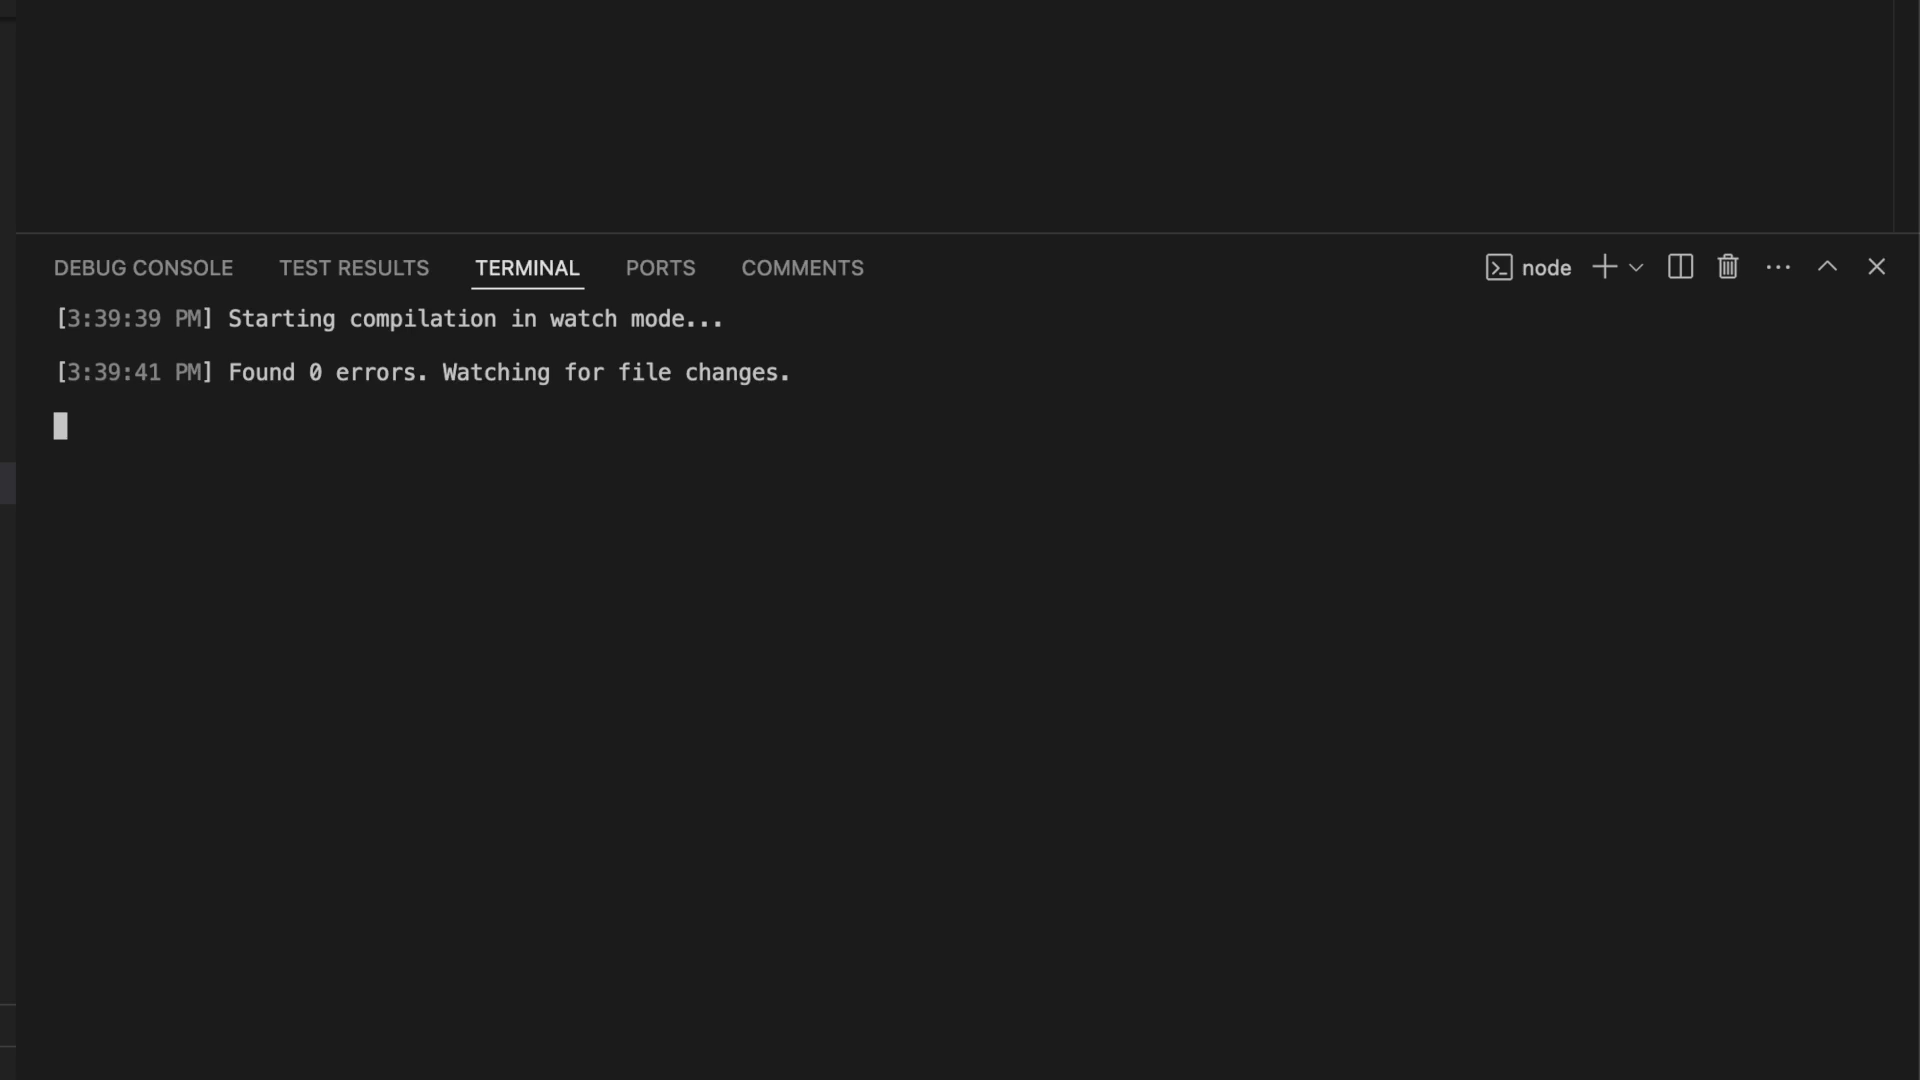 DEBUG CONSOLE TEST RESULTS TERMINAL PORTS COMMENTS node
[3:39:39 PM] Starting compilation in watch mode...
[3:39:41 PM] Found 0 errors. Watching for file changes.